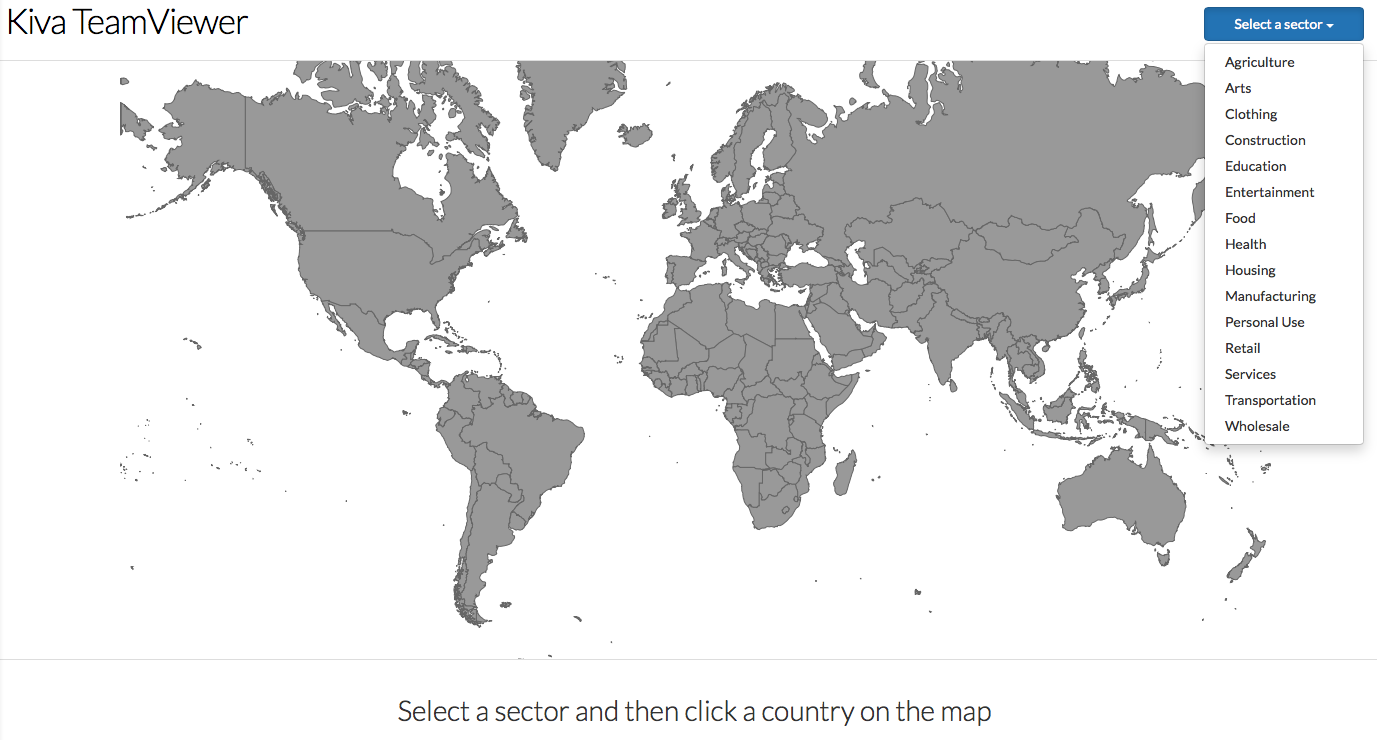 Kiva TeamViewer
Select a sector
Agriculture
Arts
Clothing
Construction
Education
Entertainment
Food
Health
Housing
Manufacturing
Personal Use
Retail
Services
Transportation
Wholesale
Select a sector and then click a country on the map